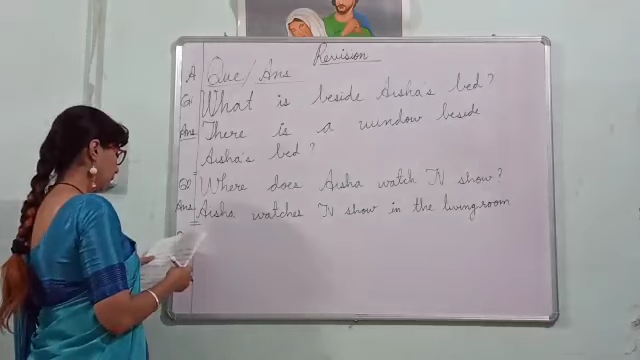 Revision
A Que/Ans
Q1 What is beside Aisha's bed?
Ans There is a window beside
Aisha's bed?
Q2 Where does Aisha watch TV show?
Ans Aisha watches TV show in the livingroom